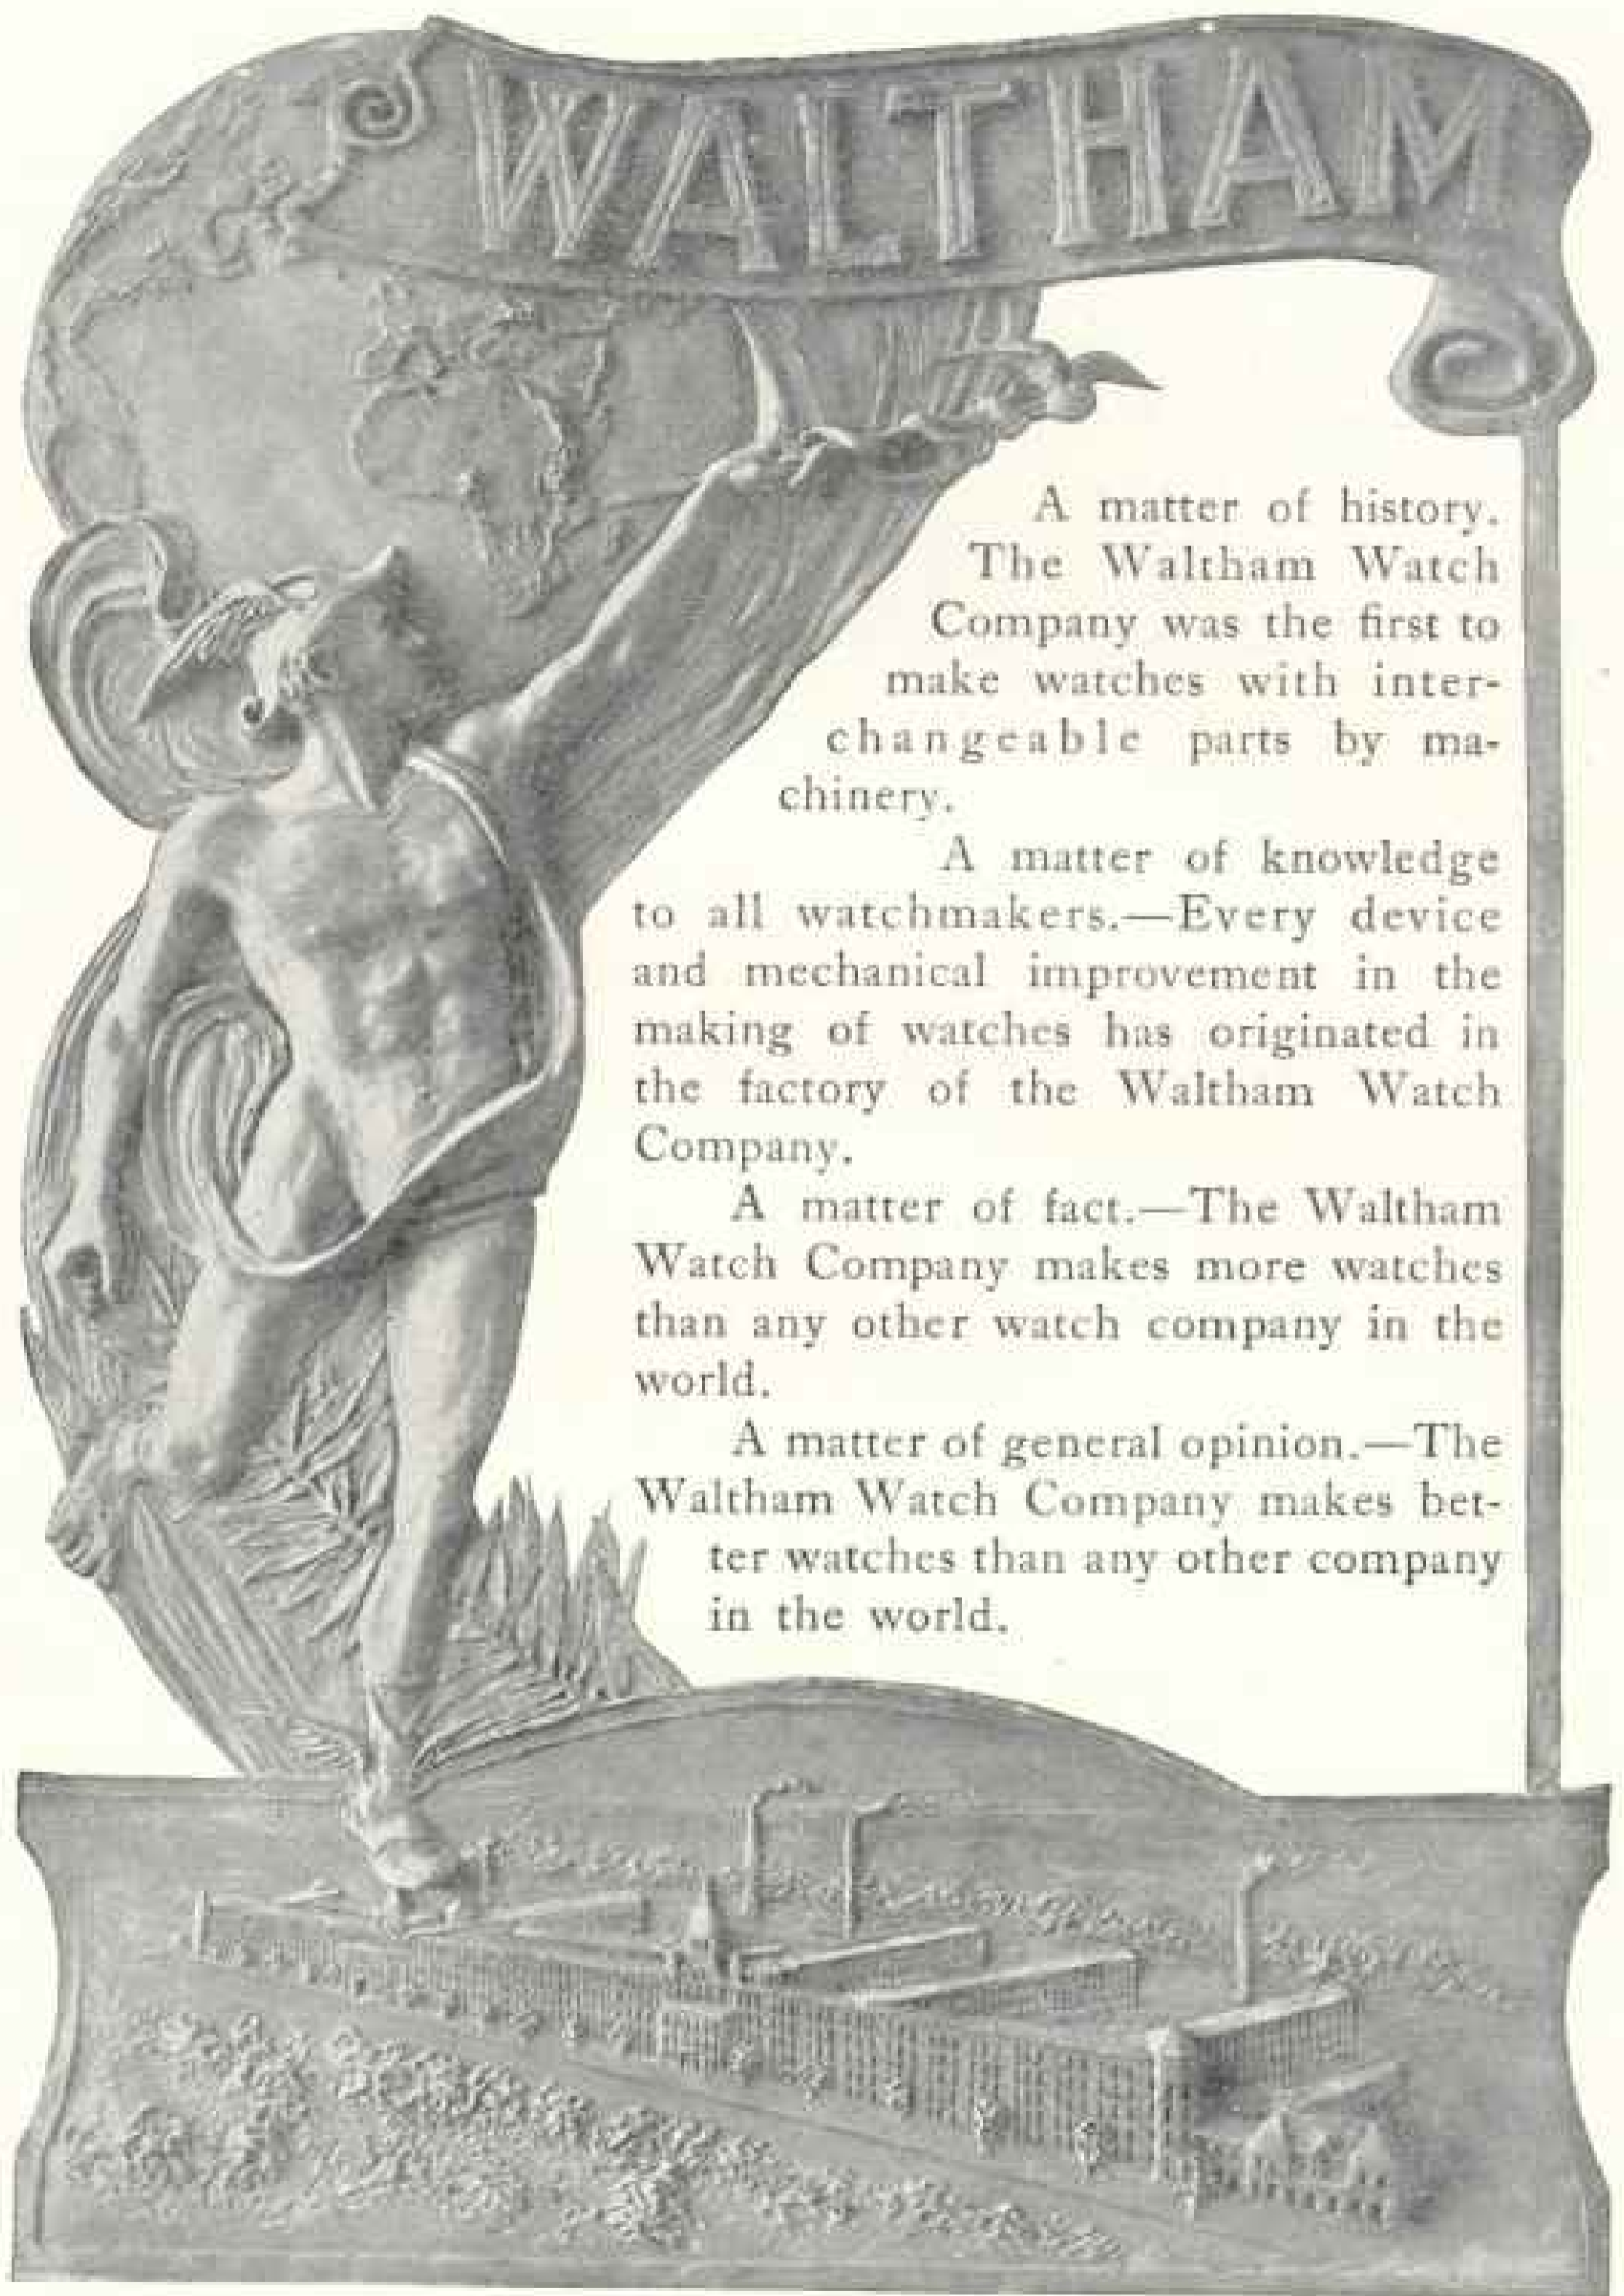 WALTHAM
A matter of history.
The Waltham Watch
Company was the first to
make watches with inter-
changeable parts by ma-
chinery.
A matter of knowledge
to all watchmakers.—Every device
and mechanical improvement in the
making of watches has originated in
the factory of the Waltham Watch
Company.
A matter of fact.—The Waltham
Watch Company makes more watches
than any other watch company in the
world.
A matter of general opinion.—The
Waltham Watch Company makes bet-
ter watches than any other company
in the world.